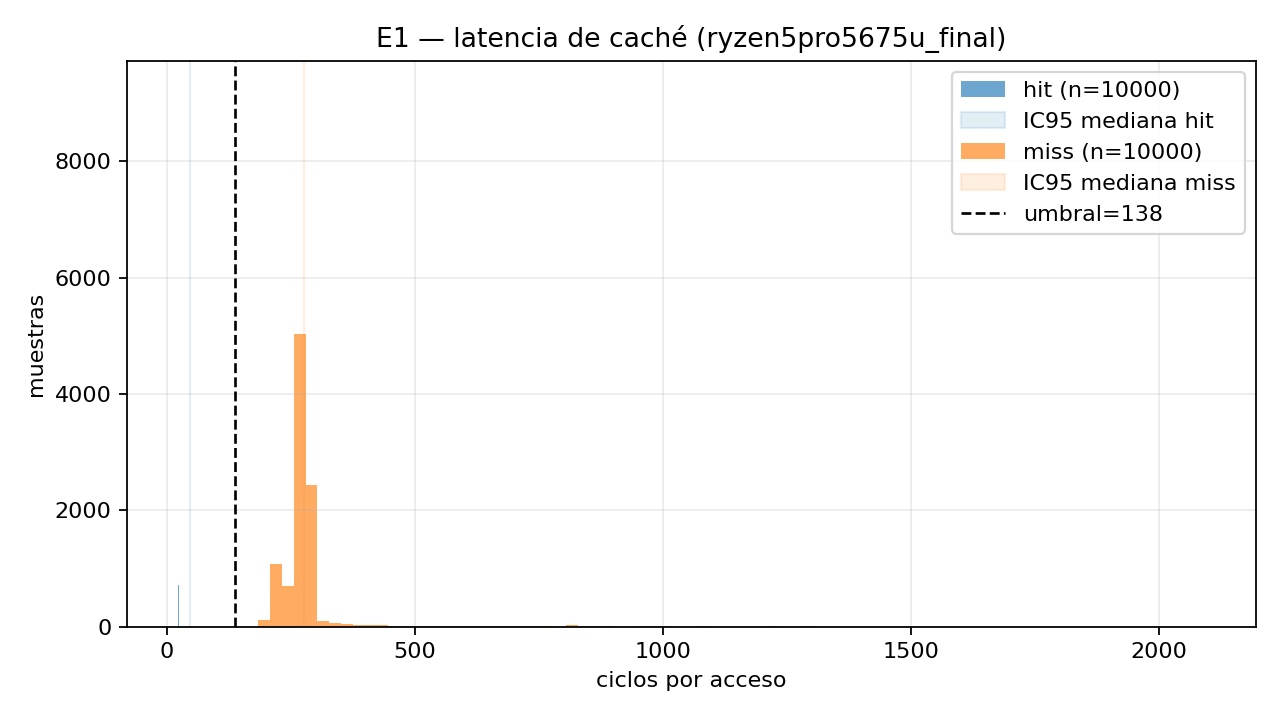 E1 — latencia de caché (ryzen5pro5675u_final)
hit (n=10000)
IC95 mediana hit
miss (n=10000)
IC95 mediana miss
umbral=138
muestras
8000
6000
4000
2000
0
0 500 1000 1500 2000
ciclos por acceso